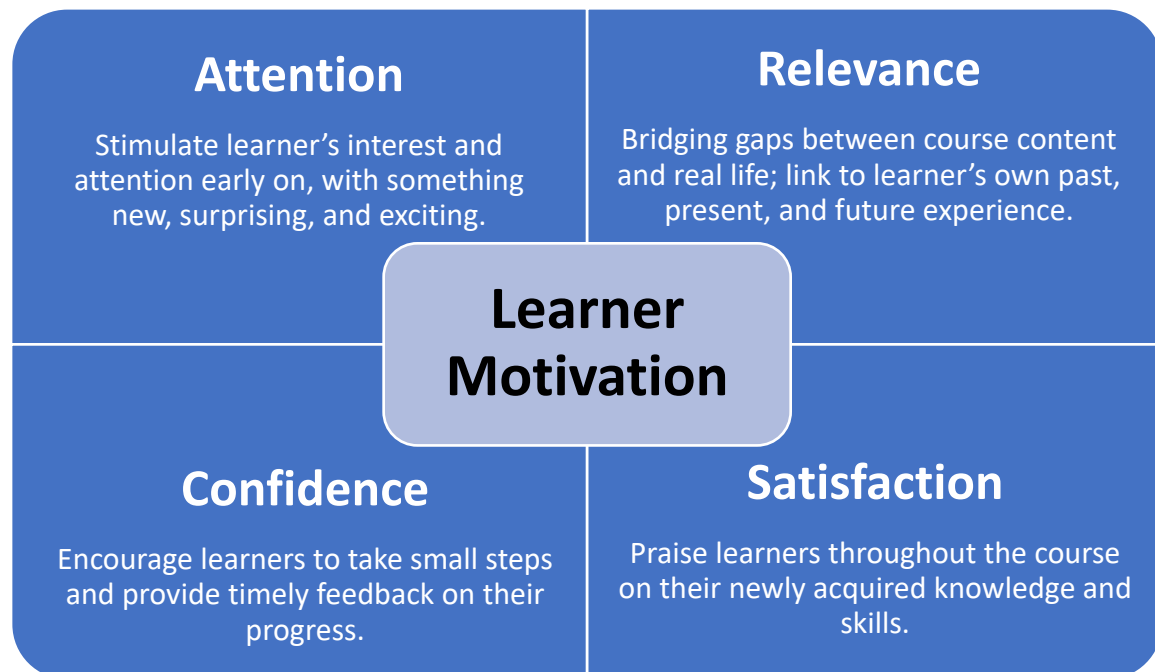 Attention
Stimulate learner’s interest and
attention early on, with something
new, surprising, and exciting.
Relevance
Bridging gaps between course content
and real life; link to learner’s own past,
present, and future experience.
Learner
Motivation
Confidence
Encourage learners to take small steps
and provide timely feedback on their
progress.
Satisfaction
Praise learners throughout the course
on their newly acquired knowledge and
skills.